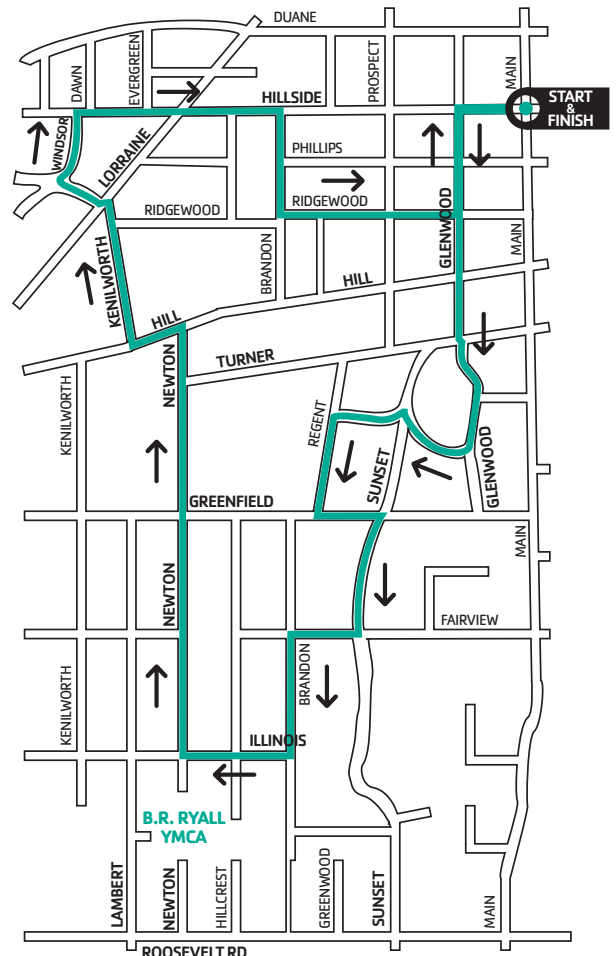 DUANE
DAWN
EVERGREEN
PROSPECT
MAIN
START
&
FINISH
HILLSIDE
WINDSOR
LORRAINE
PHILLIPS
RIDGEWOOD
RIDGEWOOD
GLENWOOD
KENILWORTH
BRANDON
MAIN
HILL
HILL
TURNER
NEWTON
KENILWORTH
REGENT
SUNSET
GLENWOOD
GREENFIELD
MAIN
NEWTON
FAIRVIEW
KENILWORTH
BRANDON
ILLINOIS
B.R. RYALL
YMCA
LAMBERT
NEWTON
HILLCREST
GREENWOOD
SUNSET
MAIN
ROOSEVELT RD